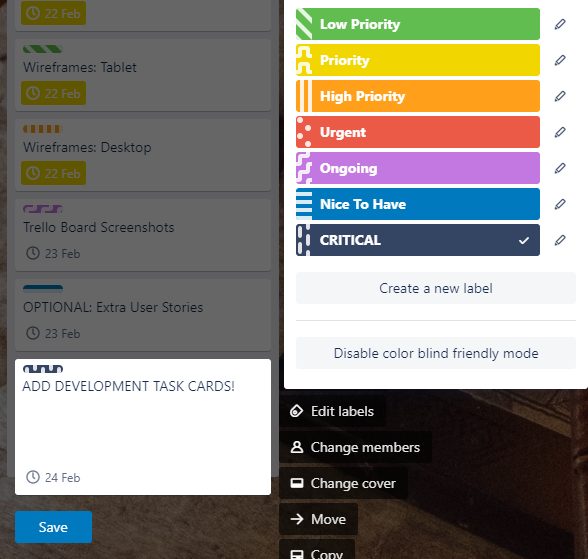 22 Feb
Wireframes: Tablet
22 Feb
Wireframes: Desktop
22 Feb
Trello Board Screenshots
23 Feb
OPTIONAL: Extra User Stories
23 Feb
ADD DEVELOPMENT TASK CARDS!
24 Feb
Save
Low Priority
Priority
High Priority
Urgent
Ongoing
Nice To Have
CRITICAL
Create a new label
Disable color blind friendly mode
Edit labels
Change members
Change cover
Move
Copy